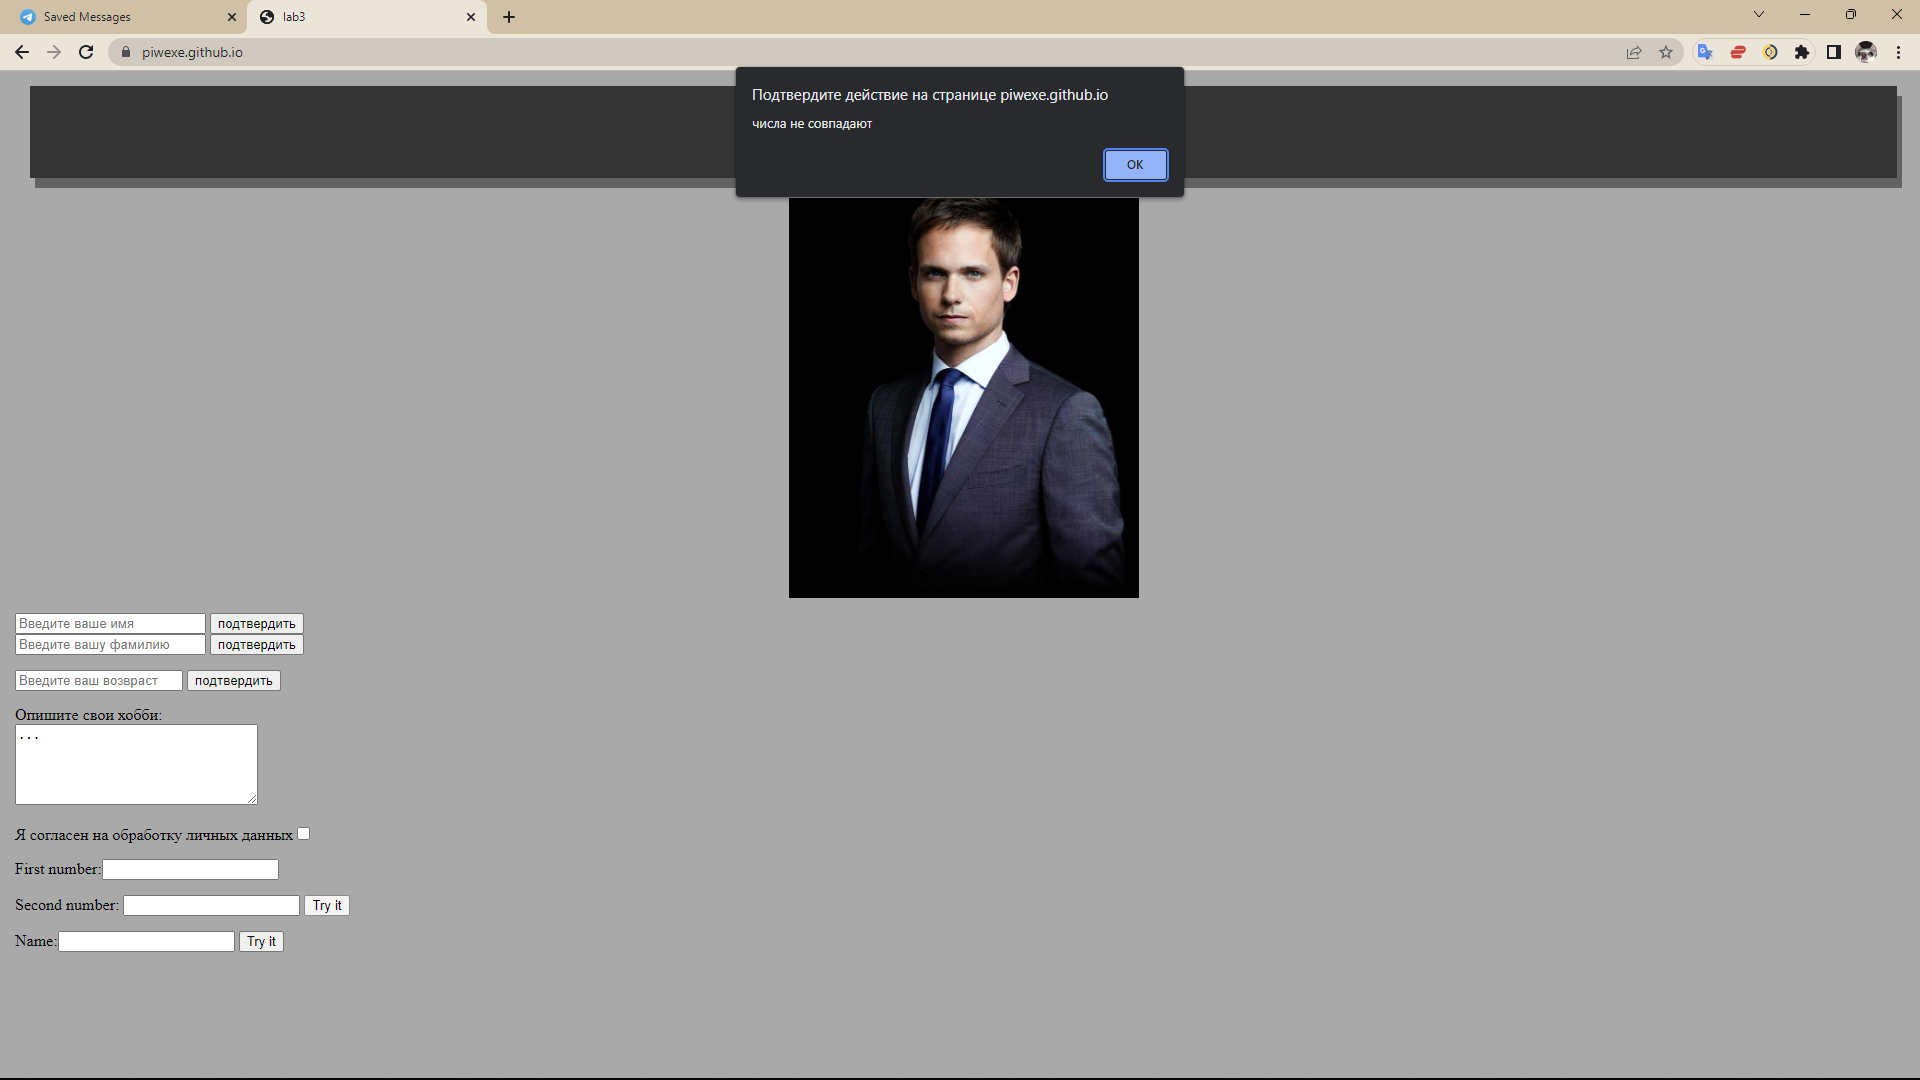 Saved Messages
lab3
piwexe.github.io
Подтвердите действие на странице piwexe.github.io
числа не совпадают
ОК
Введите ваше имя подтвердить
Введите вашу фамилию подтвердить
Введите ваш возвраст подтвердить
Опишите свои хобби:
...
Я согласен на обработку личных данных
First number:
Second number: Try it
Name: Try it